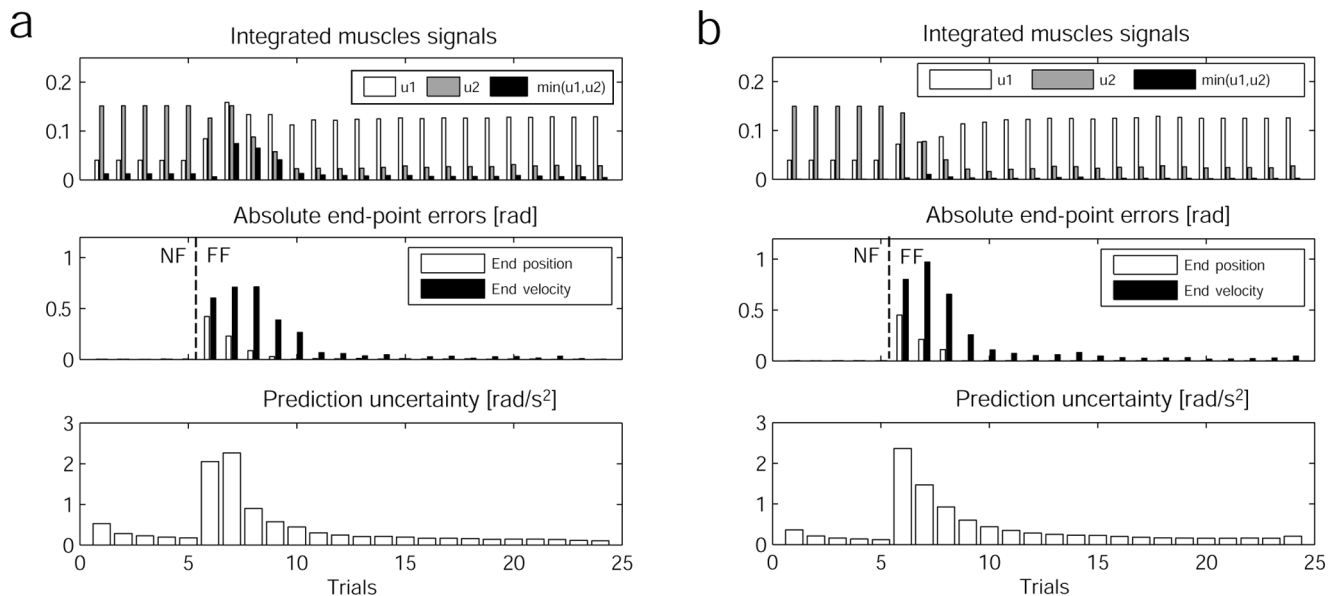 a
Integrated muscles signals
0.2
0.1
0
u1 u2 min(u1,u2)
Absolute end-point errors [rad]
1
0.5
0
NF FF
End position
End velocity
Prediction uncertainty [rad/s²]
3
2
1
0
0 5 10 15 20 25
Trials
b
Integrated muscles signals
0.2
0.1
0
u1 u2 min(u1,u2)
Absolute end-point errors [rad]
1
0.5
0
NF FF
End position
End velocity
Prediction uncertainty [rad/s²]
3
2
1
0
0 5 10 15 20 25
Trials